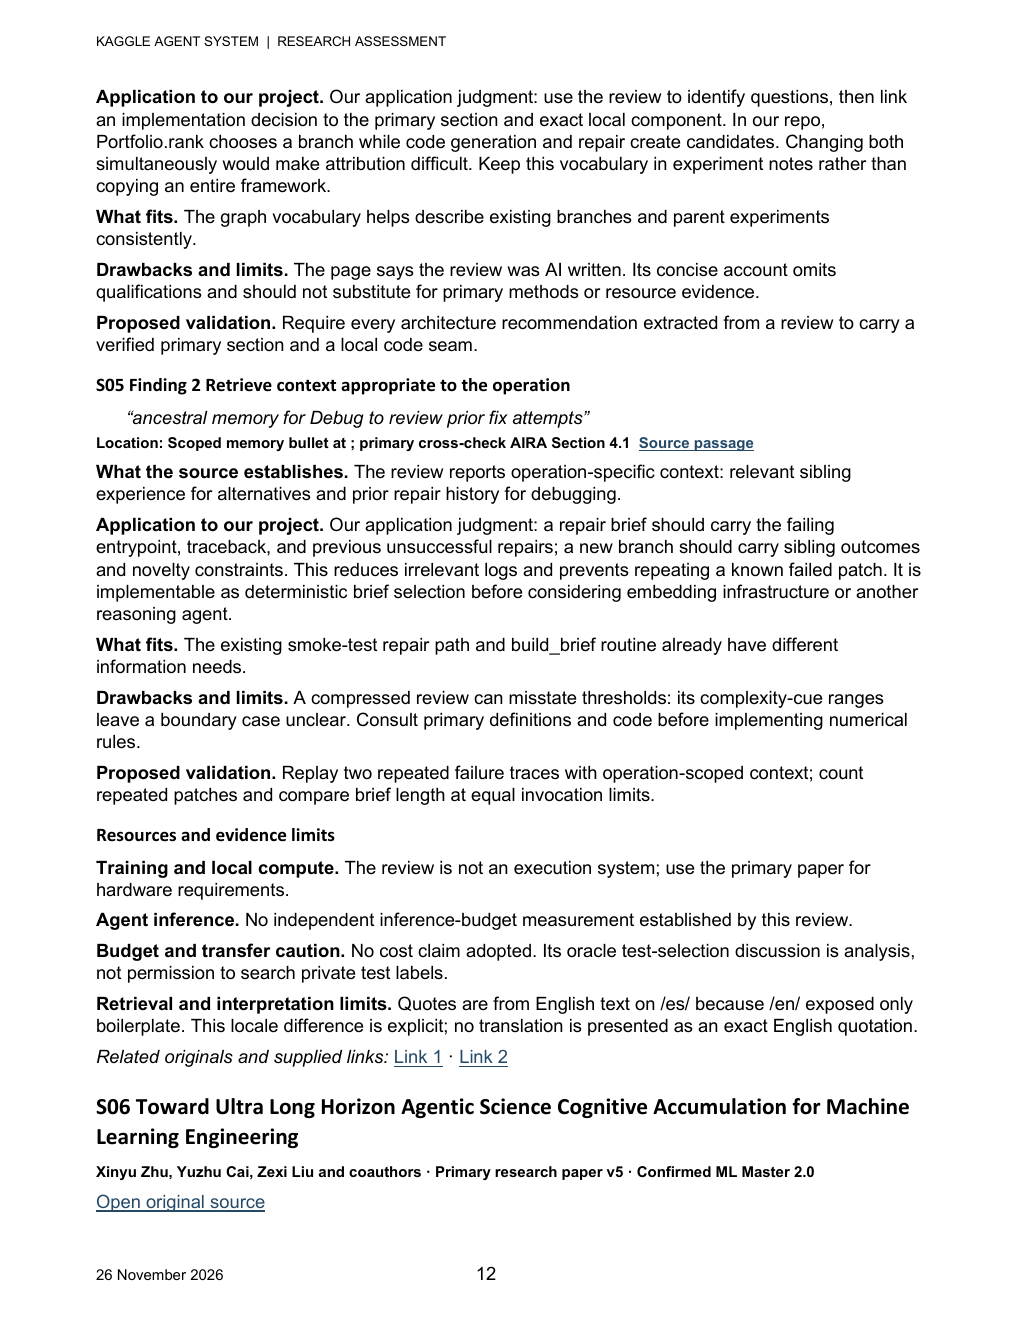 KAGGLE AGENT SYSTEM | RESEARCH ASSESSMENT
Application to our project. Our application judgment: use the review to identify questions, then link
an implementation decision to the primary section and exact local component. In our repo,
Portfolio.rank chooses a branch while code generation and repair create candidates. Changing both
simultaneously would make attribution difficult. Keep this vocabulary in experiment notes rather than
copying an entire framework.
What fits. The graph vocabulary helps describe existing branches and parent experiments
consistently.
Drawbacks and limits. The page says the review was AI written. Its concise account omits
qualifications and should not substitute for primary methods or resource evidence.
Proposed validation. Require every architecture recommendation extracted from a review to carry a
verified primary section and a local code seam.
S05 Finding 2 Retrieve context appropriate to the operation
“ancestral memory for Debug to review prior fix attempts”
Location: Scoped memory bullet at ; primary cross-check AIRA Section 4.1 Source passage
What the source establishes. The review reports operation-specific context: relevant sibling
experience for alternatives and prior repair history for debugging.
Application to our project. Our application judgment: a repair brief should carry the failing
entrypoint, traceback, and previous unsuccessful repairs; a new branch should carry sibling outcomes
and novelty constraints. This reduces irrelevant logs and prevents repeating a known failed patch. It is
implementable as deterministic brief selection before considering embedding infrastructure or another
reasoning agent.
What fits. The existing smoke-test repair path and build_brief routine already have different
information needs.
Drawbacks and limits. A compressed review can misstate thresholds: its complexity-cue ranges
leave a boundary case unclear. Consult primary definitions and code before implementing numerical
rules.
Proposed validation. Replay two repeated failure traces with operation-scoped context; count
repeated patches and compare brief length at equal invocation limits.
Resources and evidence limits
Training and local compute. The review is not an execution system; use the primary paper for
hardware requirements.
Agent inference. No independent inference-budget measurement established by this review.
Budget and transfer caution. No cost claim adopted. Its oracle test-selection discussion is analysis,
not permission to search private test labels.
Retrieval and interpretation limits. Quotes are from English text on /es/ because /en/ exposed only
boilerplate. This locale difference is explicit; no translation is presented as an exact English quotation.
Related originals and supplied links: Link 1 · Link 2
S06 Toward Ultra Long Horizon Agentic Science Cognitive Accumulation for Machine
Learning Engineering
Xinyu Zhu, Yuzhu Cai, Zexi Liu and coauthors · Primary research paper v5 · Confirmed ML Master 2.0
Open original source
26 November 2026 12